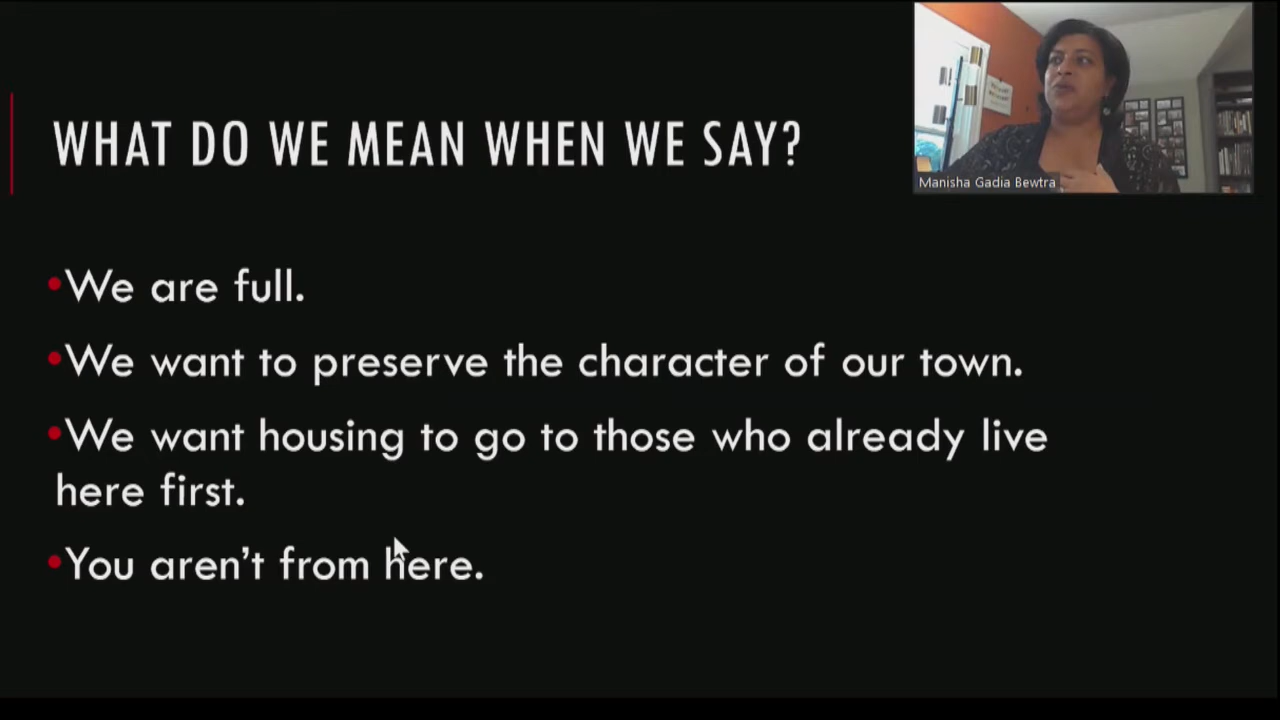 WHAT DO WE MEAN WHEN WE SAY?
Manisha Gadia Bewtra
•We are full.
•We want to preserve the character of our town.
•We want housing to go to those who already live
here first.
•You aren't from here.